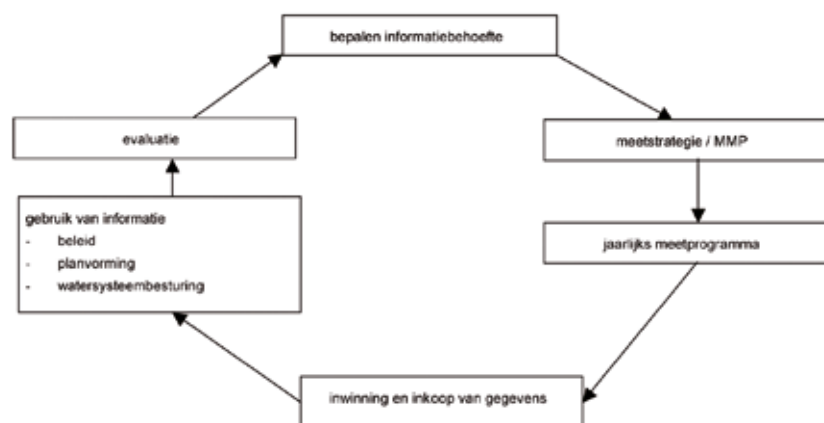 bepalen informatiebehoefte
evaluatie
meetstrategie / MMP
gebruik van informatie
- beleid
- planvorming
- watersysteembesturing
jaarlijks meetprogramma
inwinning en inkoop van gegevens